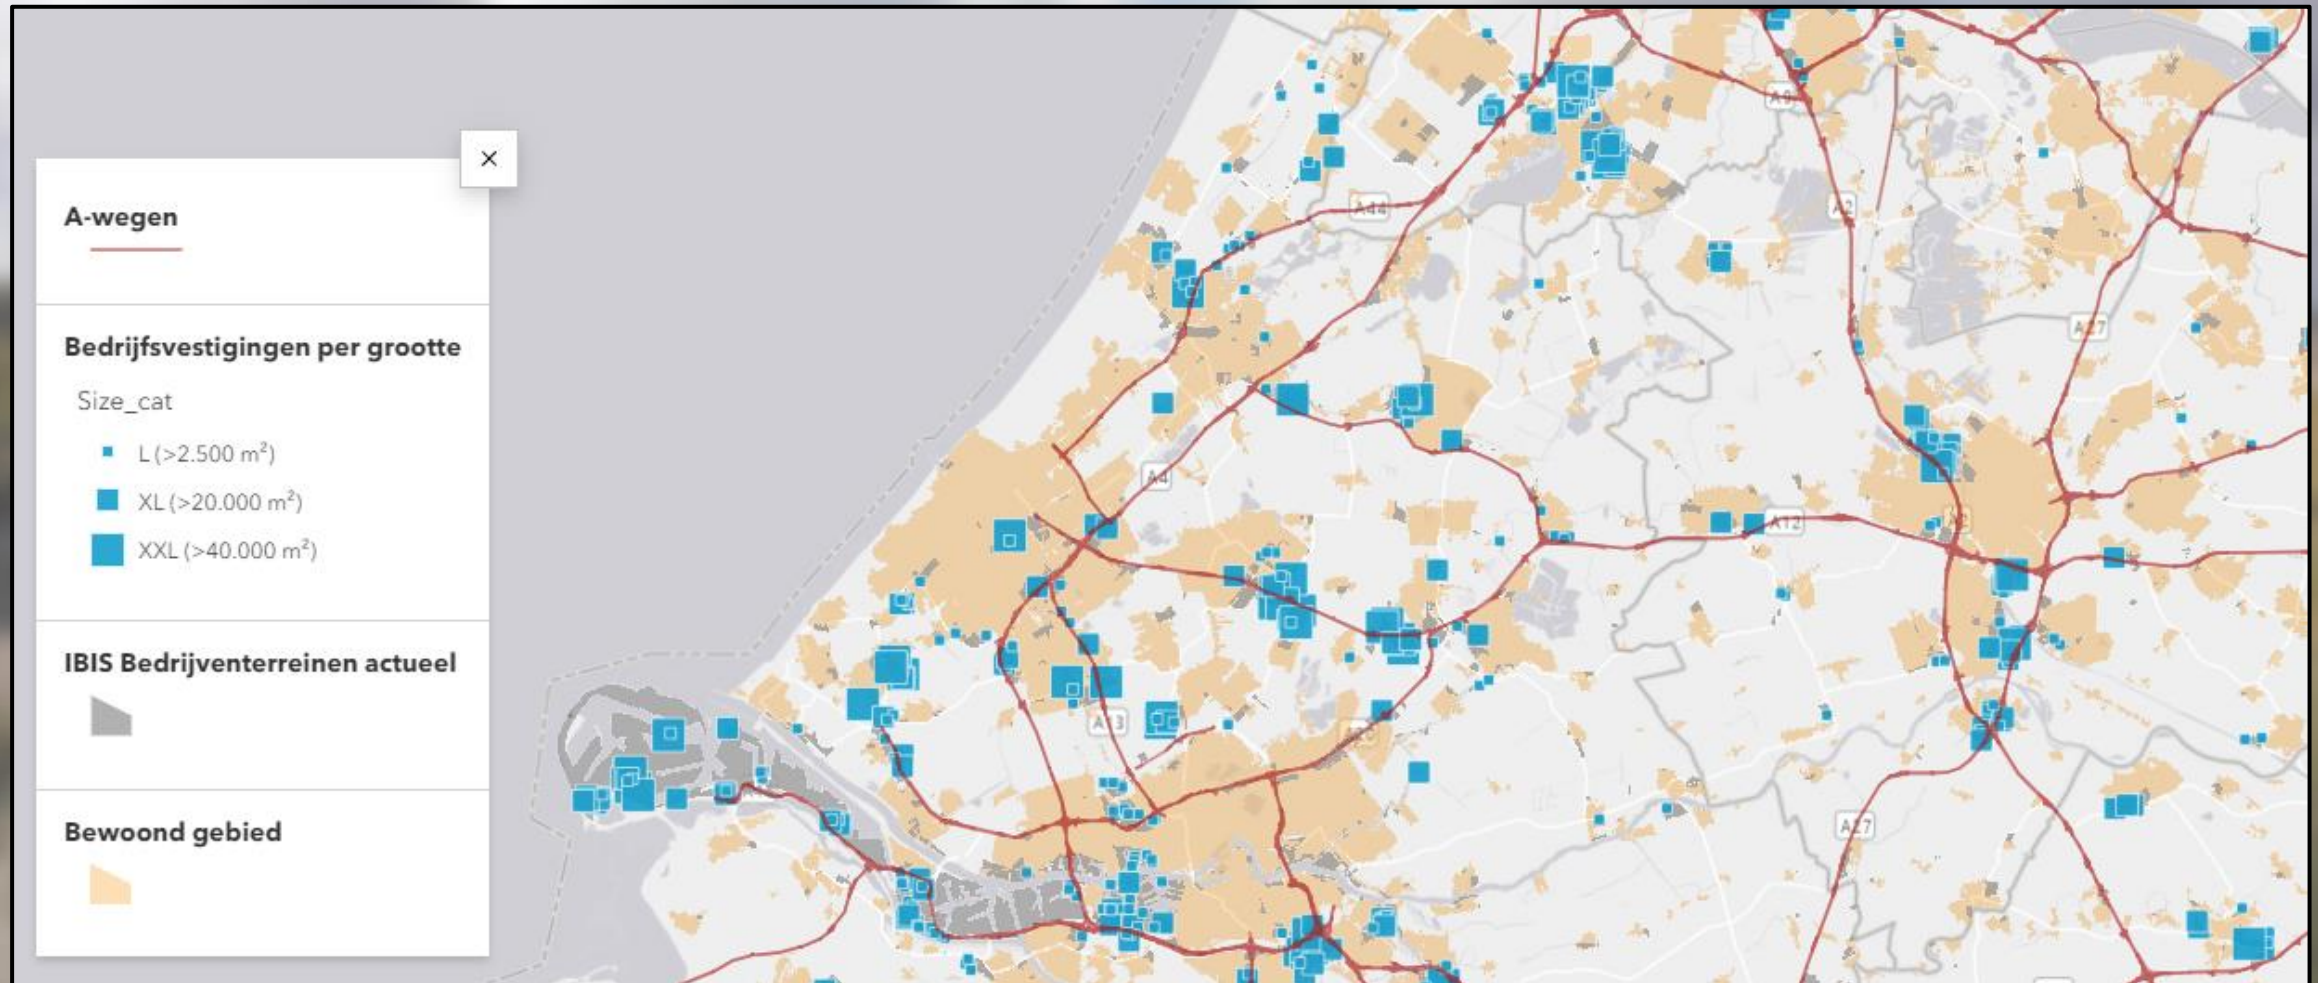 A-wegen
Bedrijfsvestigingen per grootte
Size_cat
L (>2.500 m²)
XL (>20.000 m²)
XXL (>40.000 m²)
IBIS Bedrijventerreinen actueel
Bewoond gebied
A9
A44
A2
A27
A4
A12
A13
A27